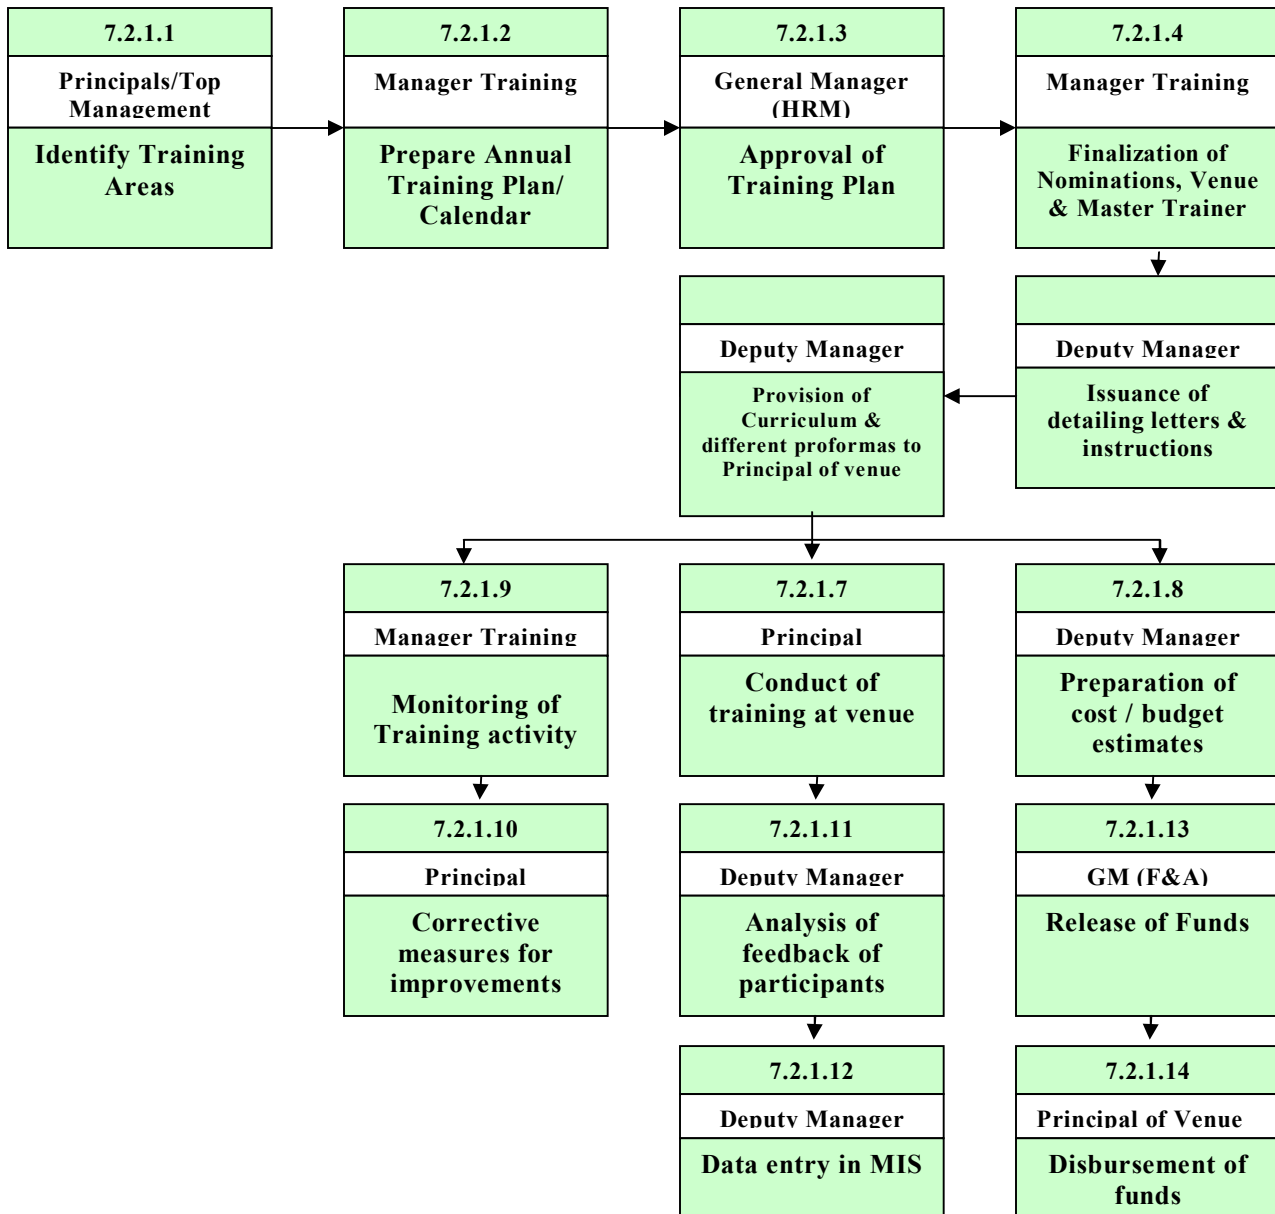 7.2.1.1
Principals/Top
Management
Identify Training
Areas
7.2.1.2
Manager Training
Prepare Annual
Training Plan/
Calendar
7.2.1.3
General Manager
(HRM)
Approval of
Training Plan
7.2.1.4
Manager Training
Finalization of
Nominations, Venue
& Master Trainer
Deputy Manager
Issuance of
detailing letters &
instructions
Deputy Manager
Provision of
Curriculum &
different proformas to
Principal of venue
7.2.1.9
Manager Training
Monitoring of
Training activity
7.2.1.7
Principal
Conduct of
training at venue
7.2.1.8
Deputy Manager
Preparation of
cost / budget
estimates
7.2.1.10
Principal
Corrective
measures for
improvements
7.2.1.11
Deputy Manager
Analysis of
feedback of
participants
7.2.1.13
GM (F&A)
Release of Funds
7.2.1.12
Deputy Manager
Data entry in MIS
7.2.1.14
Principal of Venue
Disbursement of
funds